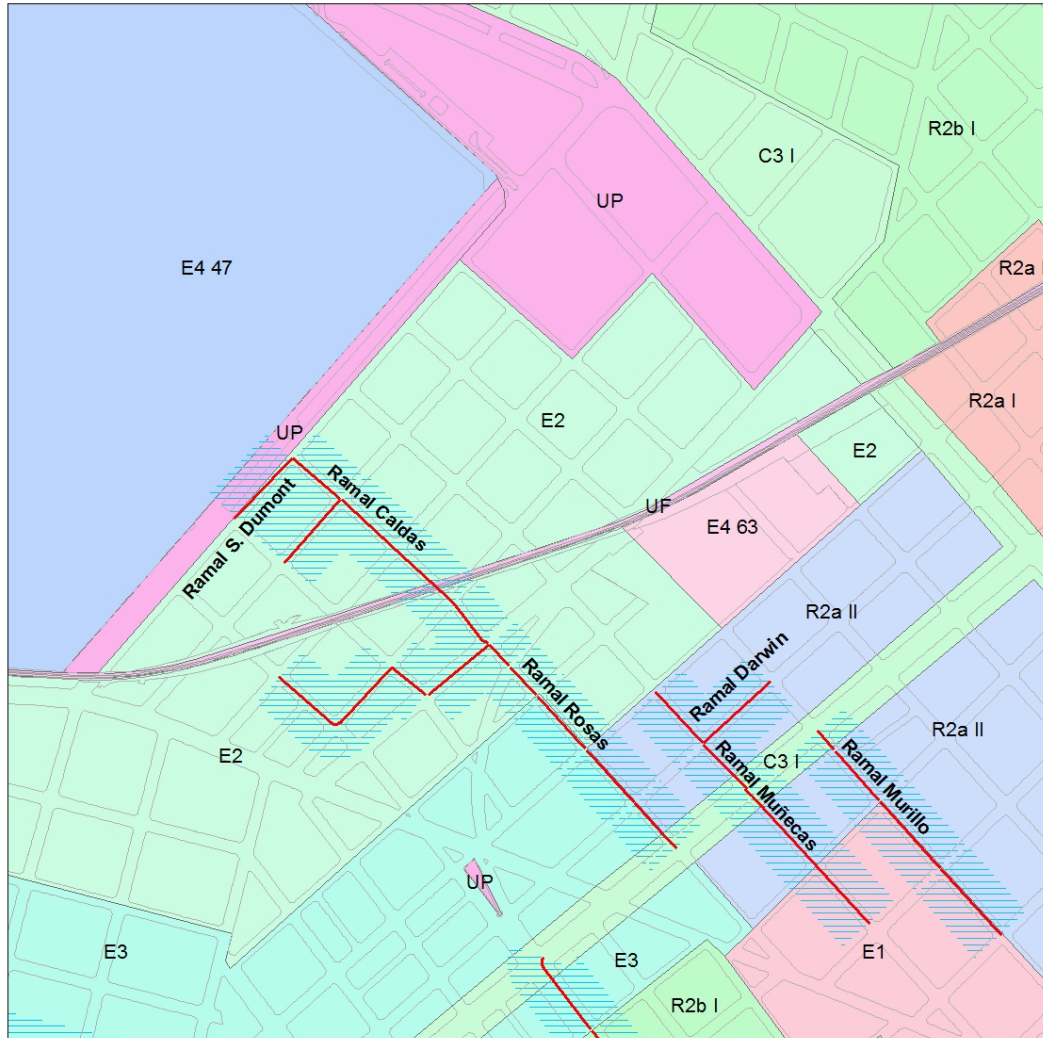 R2b I
C3 I
UP
E4 47
R2a I
R2a I
E2
UP
E2
Ramal Caldas
Ramal S. Dumont
UF
E4 63
R2a II
Ramal Darwin
Ramal Rosas
R2a II
E2
C3 I
Ramal Muñecas
Ramal Murillo
UP
E3
E3
E1
R2b I